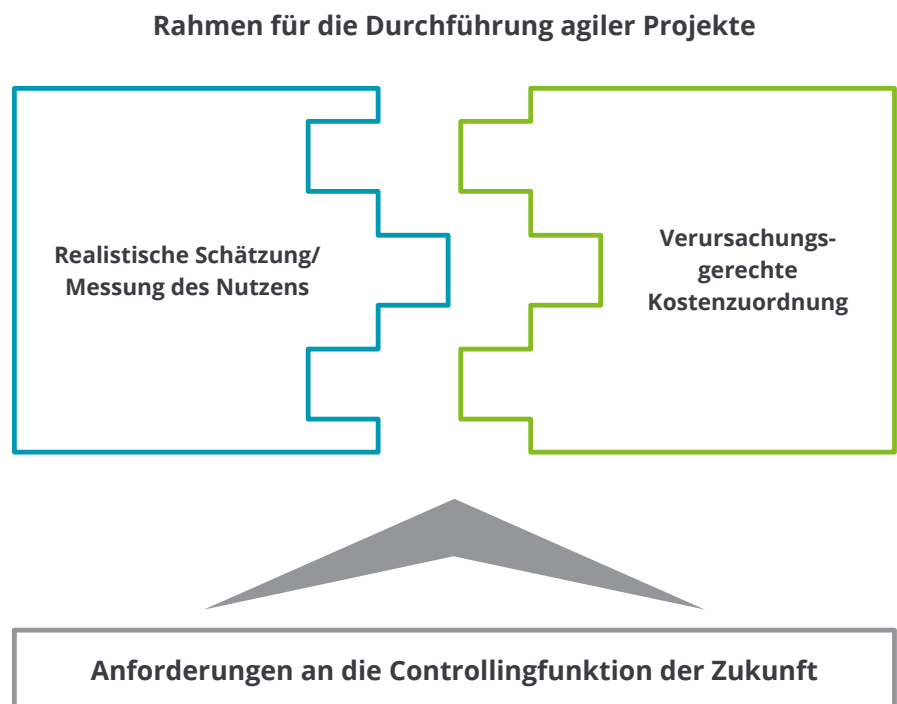 Rahmen für die Durchführung agiler Projekte
Realistische Schätzung/
Messung des Nutzens
Verursachungs-
gerechte
Kostenzuordnung
Anforderungen an die Controllingfunktion der Zukunft